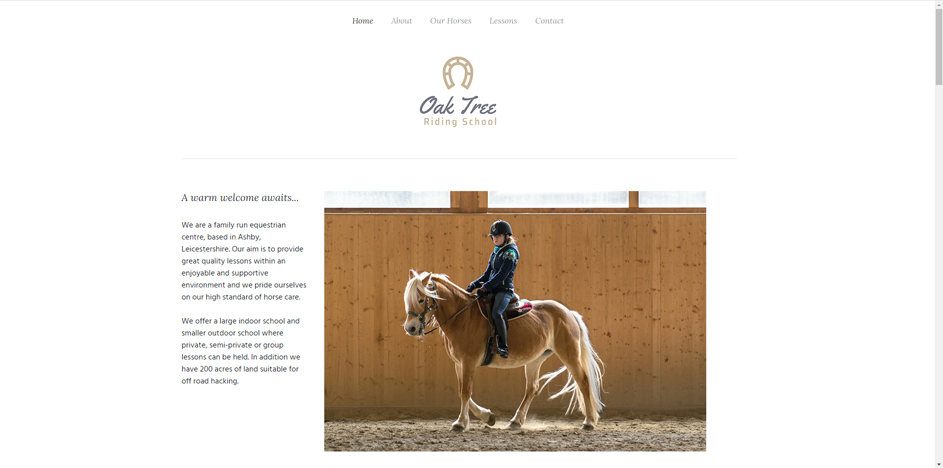 Home About Our Horses Lessons Contact
Oak Tree
Riding School
A warm welcome awaits...
We are a family run equestrian
centre, based in Ashby,
Leicestershire. Our aim is to provide
great quality lessons within an
enjoyable and supportive
environment and we pride ourselves
on our high standard of horse care.
We offer a large indoor school and
smaller outdoor school where
private, semi-private or group
lessons can be held. In addition we
have 200 acres of land suitable for
off road hacking.